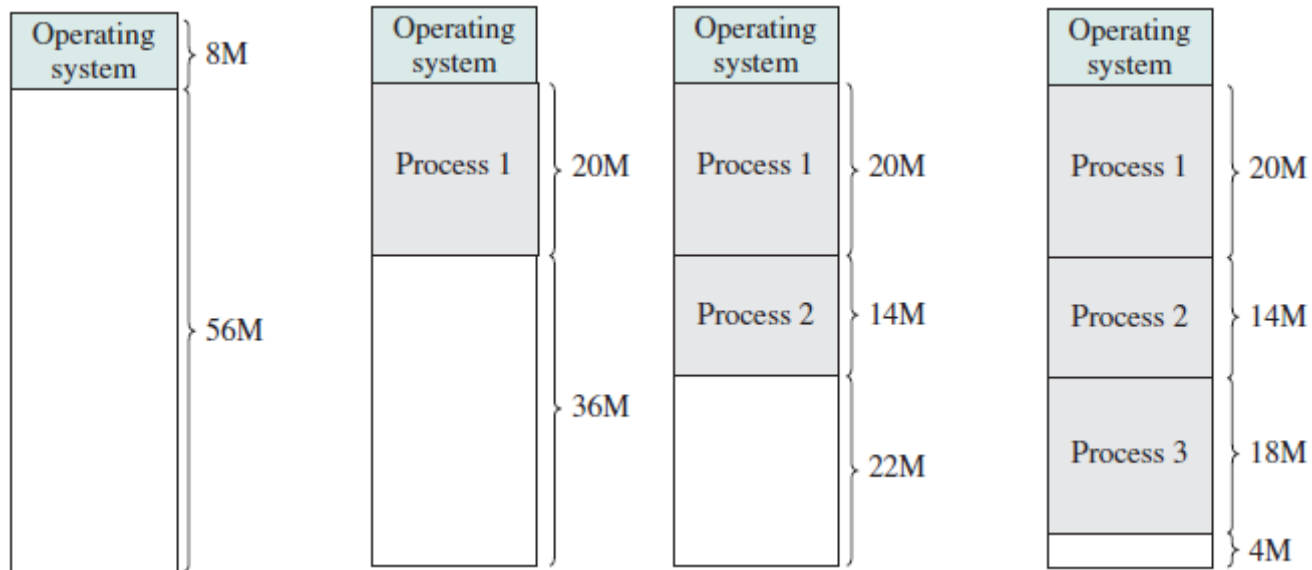 Operating
system
8M
56M
Operating
system
Process 1
20M
36M
Operating
system
Process 1
20M
Process 2
14M
22M
Operating
system
Process 1
20M
Process 2
14M
Process 3
18M
4M